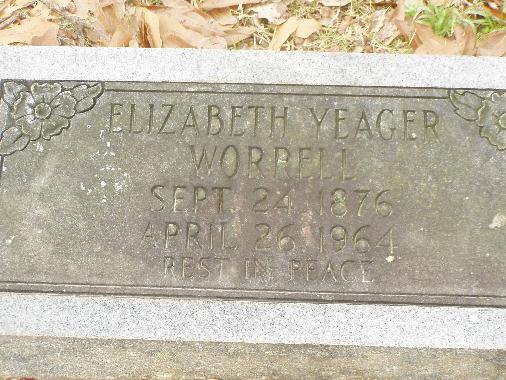 ELIZABETH YEAGER
WORRELL
SEPT. 24 1876
APRIL 26 1964
REST IN PEACE